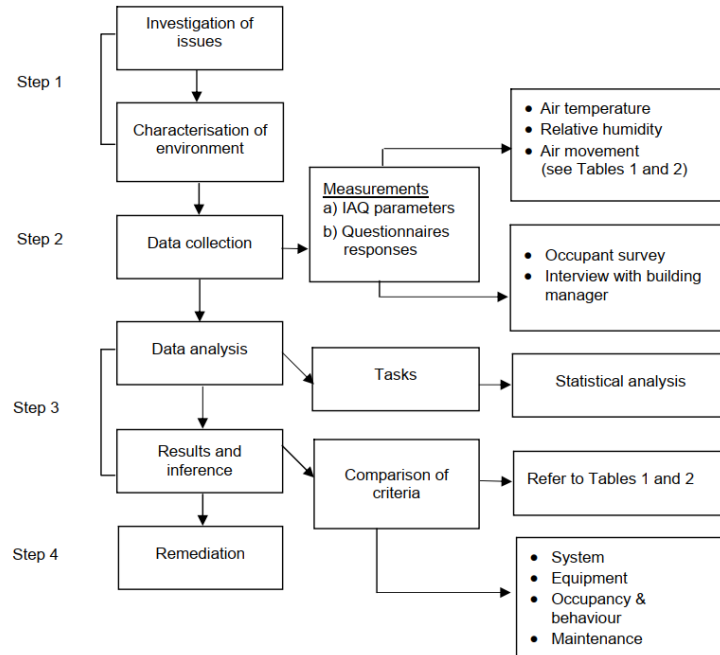 Investigation of
issues
Step 1
Characterisation of
environment
● Air temperature
● Relative humidity
● Air movement
(see Tables 1 and 2)
Measurements
a) IAQ parameters
b) Questionnaires
responses
Step 2
Data collection
● Occupant survey
● Interview with building
manager
Data analysis
Tasks
Statistical analysis
Step 3
Results and
inference
Comparison of
criteria
Refer to Tables 1 and 2
Step 4
Remediation
● System
● Equipment
● Occupancy &
behaviour
● Maintenance